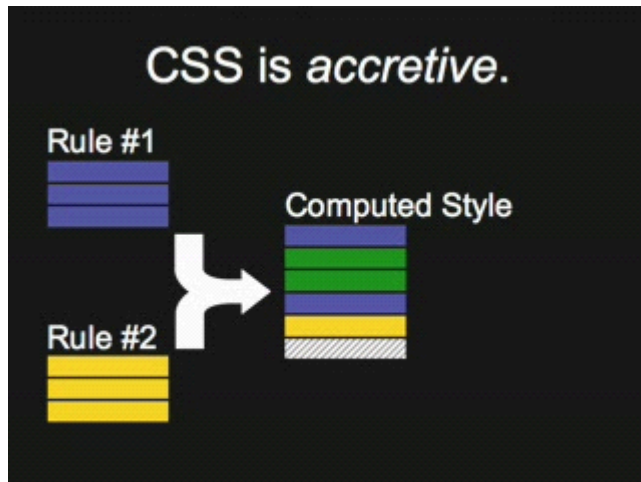 CSS is accretive.
Rule #1
Computed Style
Rule #2